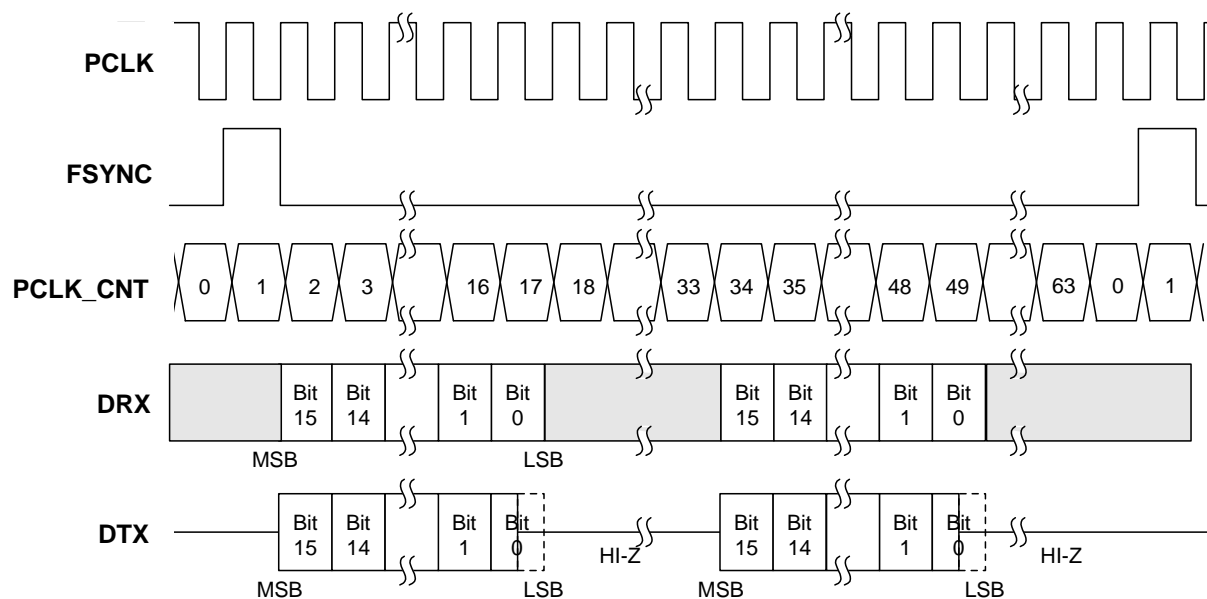 PCLK
FSYNC
PCLK_CNT 0 1 2 3 16 17 18 33 34 35 48 49 63 0 1
DRX Bit 15 Bit 14 Bit 1 Bit 0 Bit 15 Bit 14 Bit 1 Bit 0
MSB LSB
DTX Bit 15 Bit 14 Bit 1 Bit 0 Bit 15 Bit 14 Bit 1 Bit 0
HI-Z HI-Z
MSB LSB MSB LSB